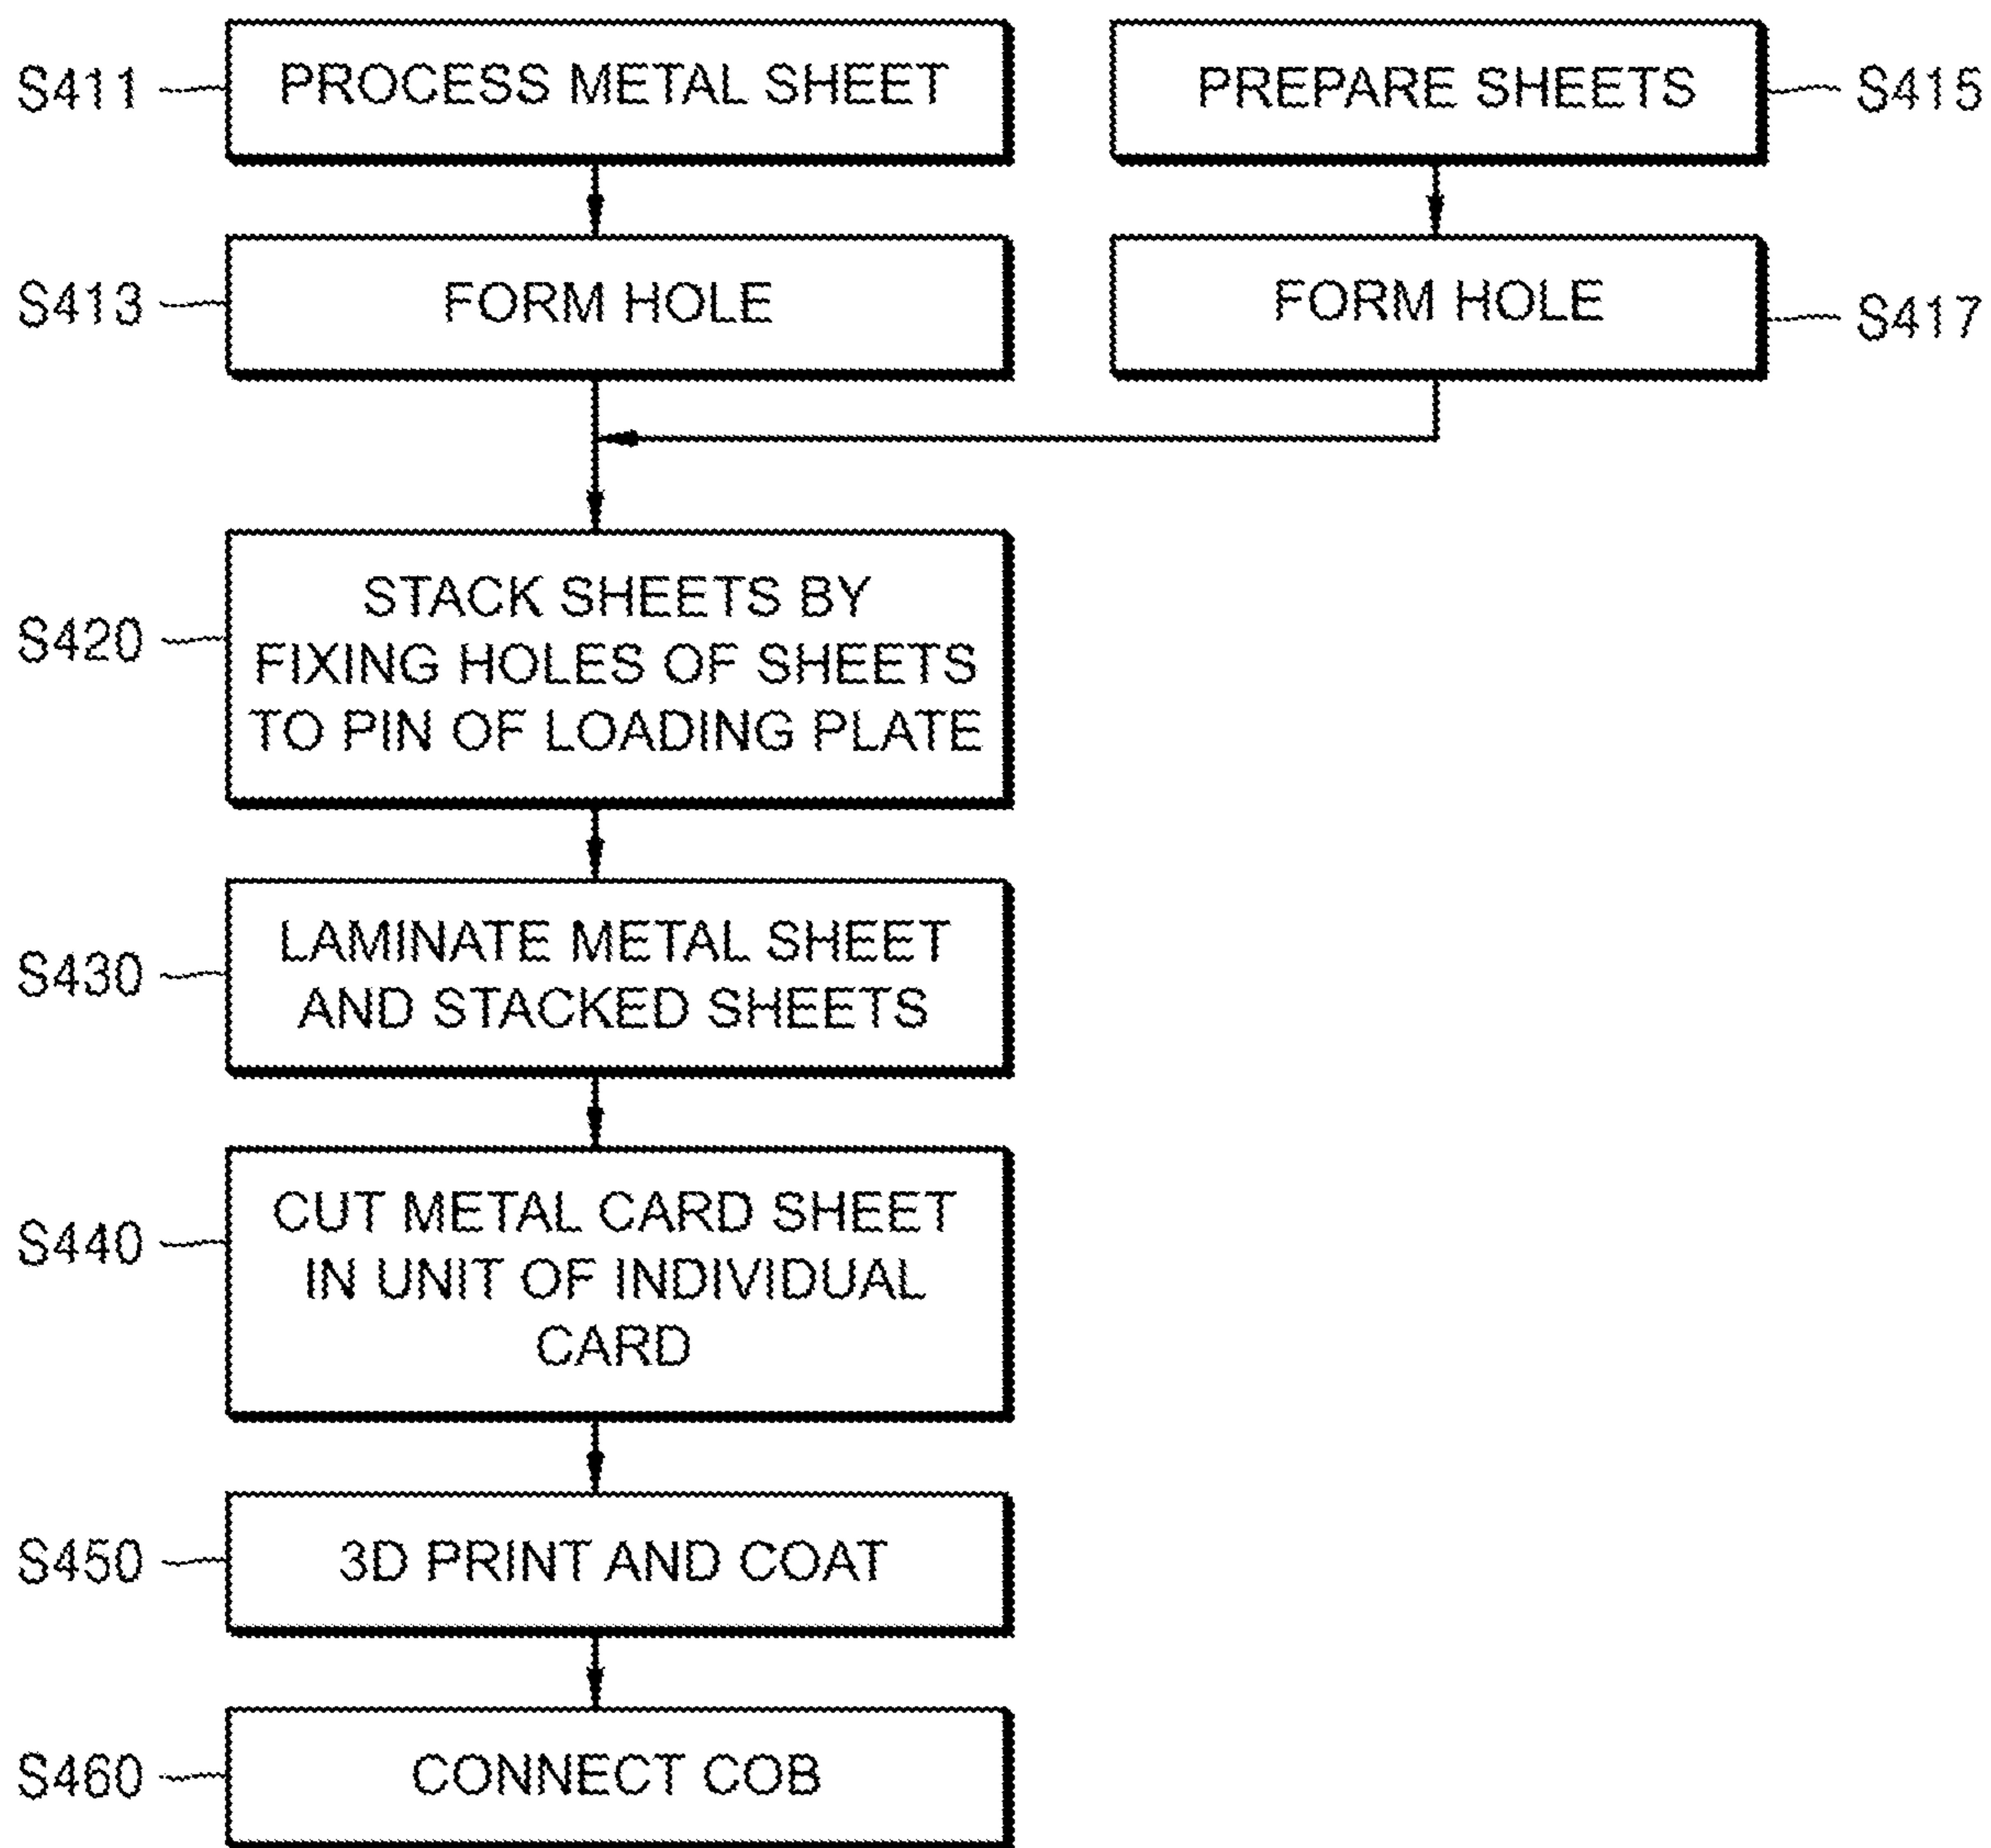 S411
PROCESS METAL SHEET
PREPARE SHEETS
S415
S413
FORM HOLE
FORM HOLE
S417
S420
STACK SHEETS BY
FIXING HOLES OF SHEETS
TO PIN OF LOADING PLATE
S430
LAMINATE METAL SHEET
AND STACKED SHEETS
S440
CUT METAL CARD SHEET
IN UNIT OF INDIVIDUAL
CARD
S450
3D PRINT AND COAT
S460
CONNECT COB